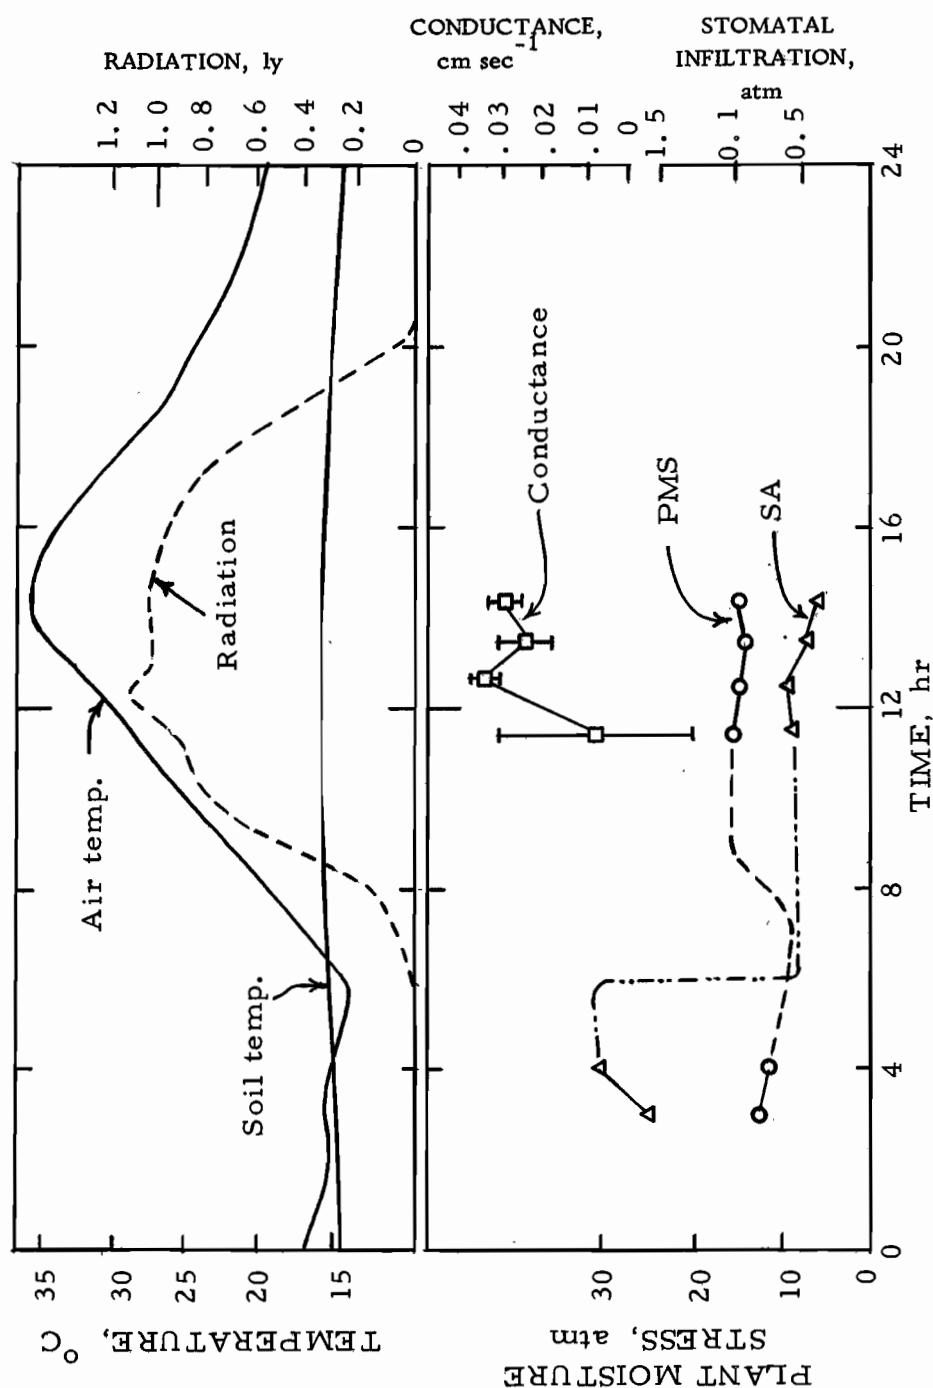 RADIATION, ly
1.2
1.0
0.8
0.6
0.4
0.2
0
CONDUCTANCE,
cm sec⁻¹
.04
.03
.02
.01
0
STOMATAL
INFILTRATION,
atm
1.5
0.1
0.5
Air temp.
Radiation
Soil temp.
Conductance
PMS
SA
35
30
25
20
15
TEMPERATURE, °C
30
20
10
0
PLANT MOISTURE
STRESS, atm
0
4
8
12
16
20
24
TIME, hr